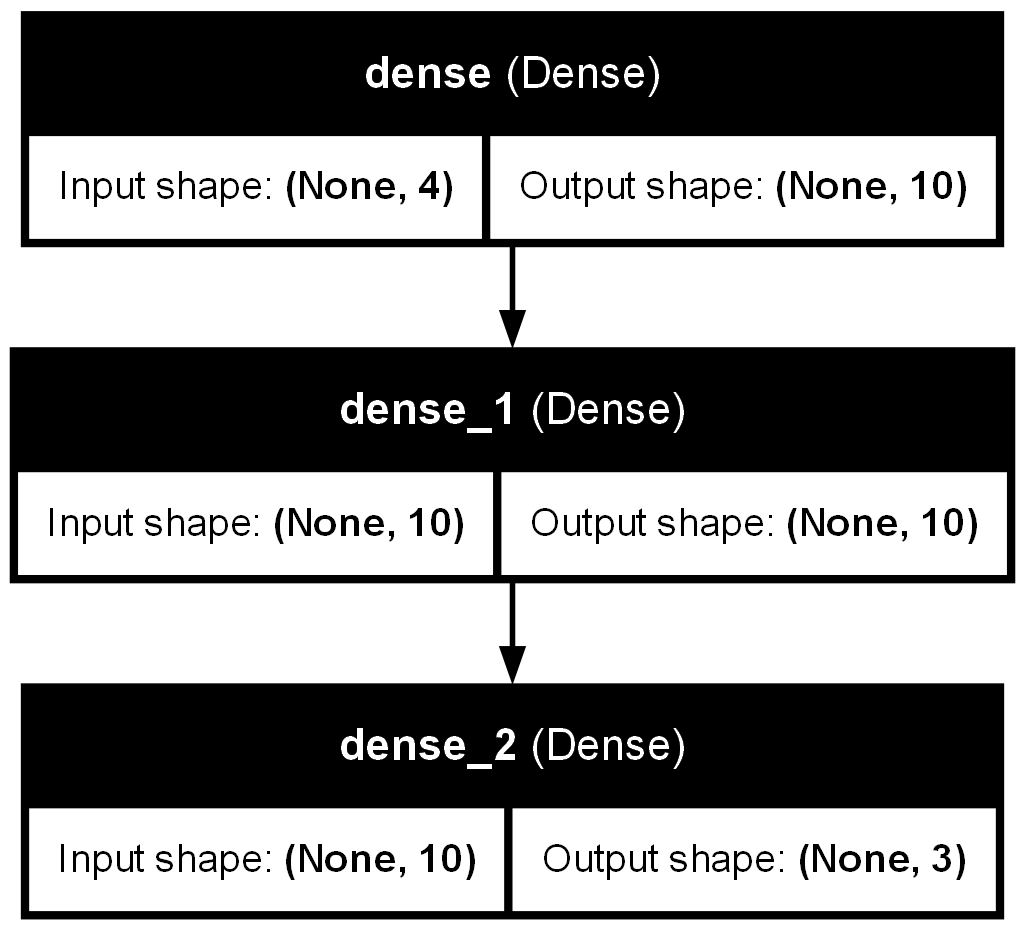 dense (Dense)
Input shape: (None, 4) Output shape: (None, 10)
dense_1 (Dense)
Input shape: (None, 10) Output shape: (None, 10)
dense_2 (Dense)
Input shape: (None, 10) Output shape: (None, 3)